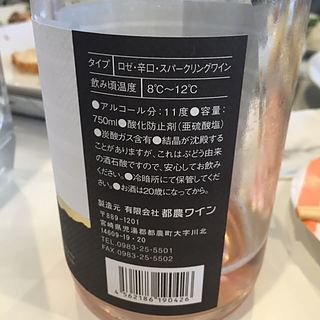 タイプ ロゼ・辛口・スパークリングワイン
飲み頃温度 8℃〜12℃
●アルコール分：11度●容量：
750ml●酸化防止剤（亜硫酸塩）
●炭酸ガス含有●結晶が沈殿する
ことがありますが、これはぶどう由来
の酒石酸ですので、安心してお飲み
ください。●冷暗所にて保管してくださ
い。●お酒は20歳になってから。
製造元 有限会社 都農ワイン
〒889-1201
宮崎県児湯郡都農町大字川北
14609-19・20
TEL.0983-25-5501
FAX.0983-25-5502
4562186190426